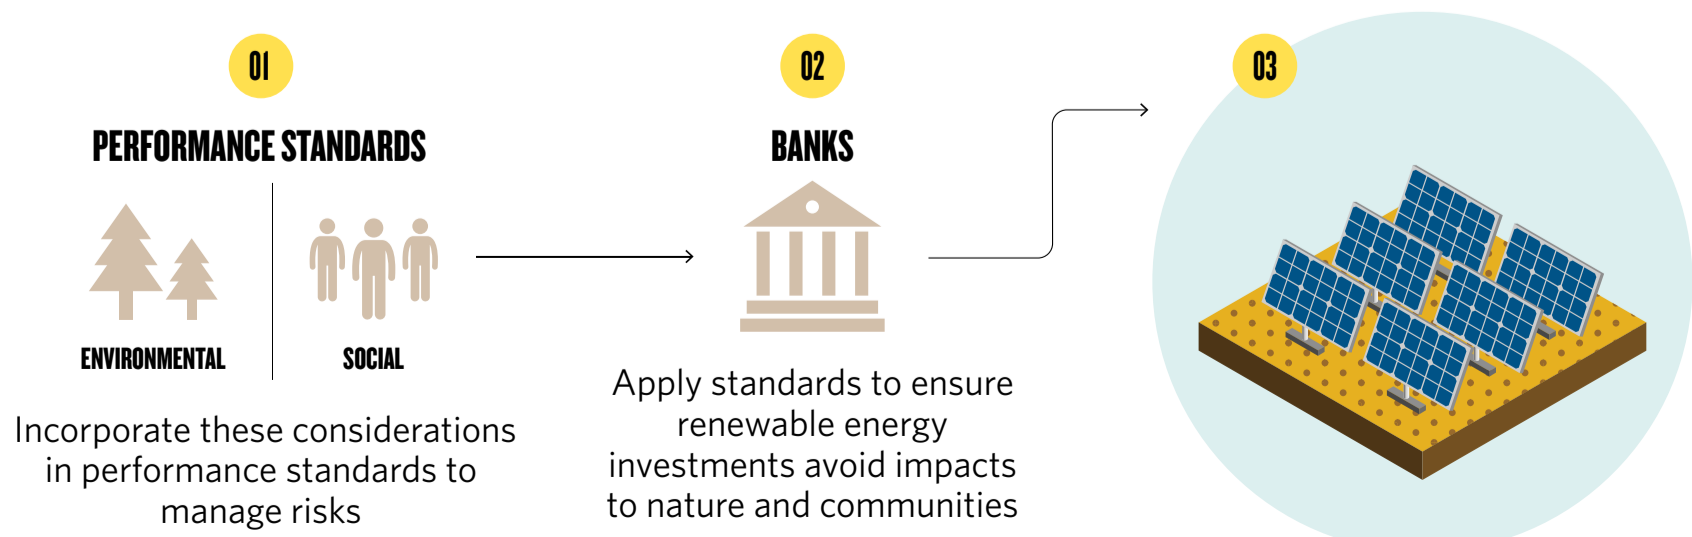 01
PERFORMANCE STANDARDS
ENVIRONMENTAL
SOCIAL
Incorporate these considerations
in performance standards to
manage risks
02
BANKS
Apply standards to ensure
renewable energy
investments avoid impacts
to nature and communities
03